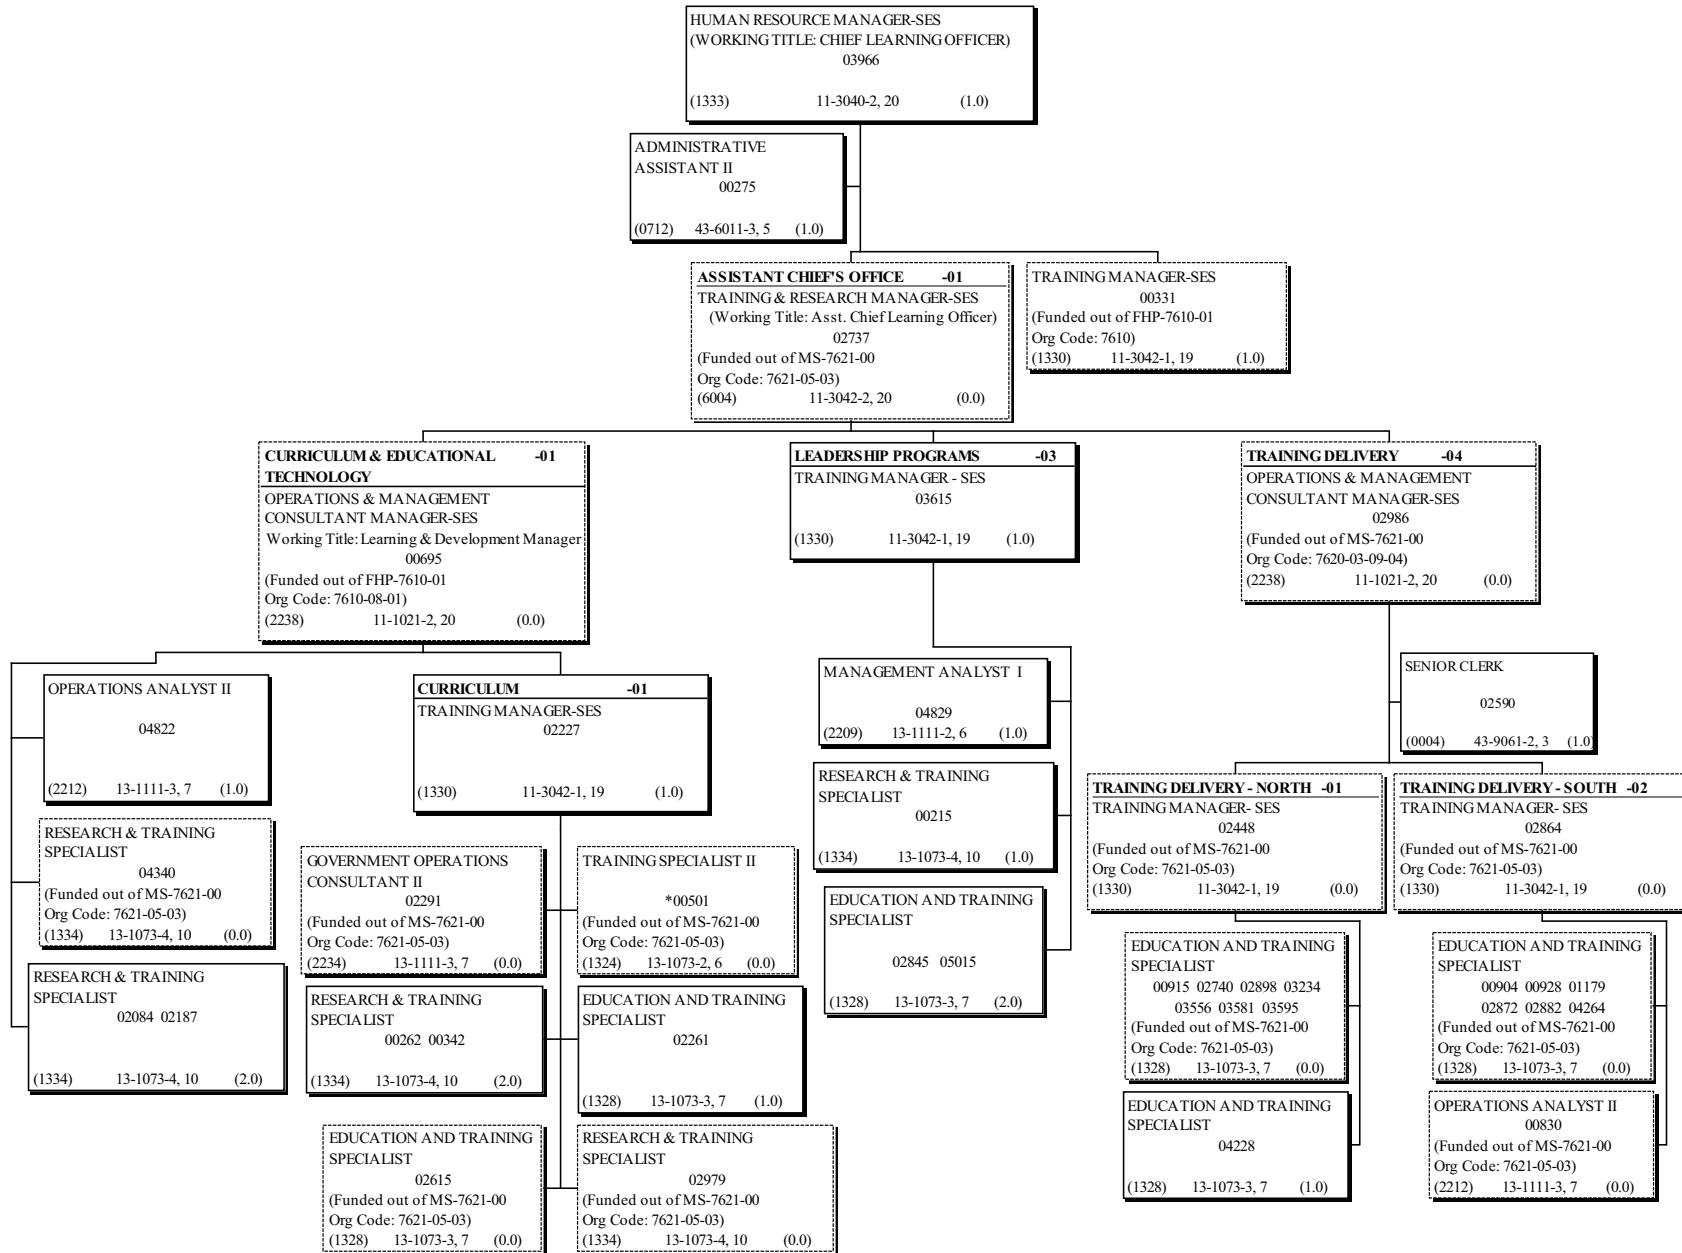 HUMAN RESOURCE MANAGER-SES
(WORKING TITLE: CHIEF LEARNING OFFICER)
03966
(1333) 11-3040-2, 20 (1.0)
ADMINISTRATIVE
ASSISTANT II
00275
(0712) 43-6011-3, 5 (1.0)
ASSISTANT CHIEF'S OFFICE -01
TRAINING & RESEARCH MANAGER-SES
(Working Title: Asst. Chief Learning Officer)
02737
(Funded out of MS-7621-00
Org Code: 7621-05-03)
(6004) 11-3042-2, 20 (0.0)
TRAINING MANAGER-SES
00331
(Funded out of FHP-7610-01
Org Code: 7610)
(1330) 11-3042-1, 19 (1.0)
CURRICULUM & EDUCATIONAL -01
TECHNOLOGY
OPERATIONS & MANAGEMENT
CONSULTANT MANAGER-SES
Working Title: Learning & Development Manager
00695
(Funded out of FHP-7610-01
Org Code: 7610-08-01)
(2238) 11-1021-2, 20 (0.0)
LEADERSHIP PROGRAMS -03
TRAINING MANAGER - SES
03615
(1330) 11-3042-1, 19 (1.0)
TRAINING DELIVERY -04
OPERATIONS & MANAGEMENT
CONSULTANT MANAGER-SES
02986
(Funded out of MS-7621-00
Org Code: 7620-03-09-04)
(2238) 11-1021-2, 20 (0.0)
OPERATIONS ANALYST II
04822
(2212) 13-1111-3, 7 (1.0)
RESEARCH & TRAINING
SPECIALIST
04340
(Funded out of MS-7621-00
Org Code: 7621-05-03)
(1334) 13-1073-4, 10 (0.0)
RESEARCH & TRAINING
SPECIALIST
02084 02187
(1334) 13-1073-4, 10 (2.0)
CURRICULUM -01
TRAINING MANAGER-SES
02227
(1330) 11-3042-1, 19 (1.0)
GOVERNMENT OPERATIONS
CONSULTANT II
02291
(Funded out of MS-7621-00
Org Code: 7621-05-03)
(2234) 13-1111-3, 7 (0.0)
TRAINING SPECIALIST II
*00501
(Funded out of MS-7621-00
Org Code: 7621-05-03)
(1324) 13-1073-2, 6 (0.0)
RESEARCH & TRAINING
SPECIALIST
00262 00342
(1334) 13-1073-4, 10 (2.0)
EDUCATION AND TRAINING
SPECIALIST
02261
(1328) 13-1073-3, 7 (1.0)
EDUCATION AND TRAINING
SPECIALIST
02615
(Funded out of MS-7621-00
Org Code: 7621-05-03)
(1328) 13-1073-3, 7 (0.0)
RESEARCH & TRAINING
SPECIALIST
02979
(Funded out of MS-7621-00
Org Code: 7621-05-03)
(1334) 13-1073-4, 10 (0.0)
MANAGEMENT ANALYST I
04829
(2209) 13-1111-2, 6 (1.0)
RESEARCH & TRAINING
SPECIALIST
00215
(1334) 13-1073-4, 10 (1.0)
EDUCATION AND TRAINING
SPECIALIST
02845 05015
(1328) 13-1073-3, 7 (2.0)
SENIOR CLERK
02590
(0004) 43-9061-2, 3 (1.0)
TRAINING DELIVERY - NORTH -01
TRAINING MANAGER- SES
02448
(Funded out of MS-7621-00
Org Code: 7621-05-03)
(1330) 11-3042-1, 19 (0.0)
TRAINING DELIVERY - SOUTH -02
TRAINING MANAGER- SES
02864
(Funded out of MS-7621-00
Org Code: 7621-05-03)
(1330) 11-3042-1, 19 (0.0)
EDUCATION AND TRAINING
SPECIALIST
00915 02740 02898 03234
03556 03581 03595
(Funded out of MS-7621-00
Org Code: 7621-05-03)
(1328) 13-1073-3, 7 (0.0)
EDUCATION AND TRAINING
SPECIALIST
04228
(1328) 13-1073-3, 7 (1.0)
EDUCATION AND TRAINING
SPECIALIST
00904 00928 01179
02872 02882 04264
(Funded out of MS-7621-00
Org Code: 7621-05-03)
(1328) 13-1073-3, 7 (0.0)
OPERATIONS ANALYST II
00830
(Funded out of MS-7621-00
Org Code: 7621-05-03)
(2212) 13-1111-3, 7 (0.0)